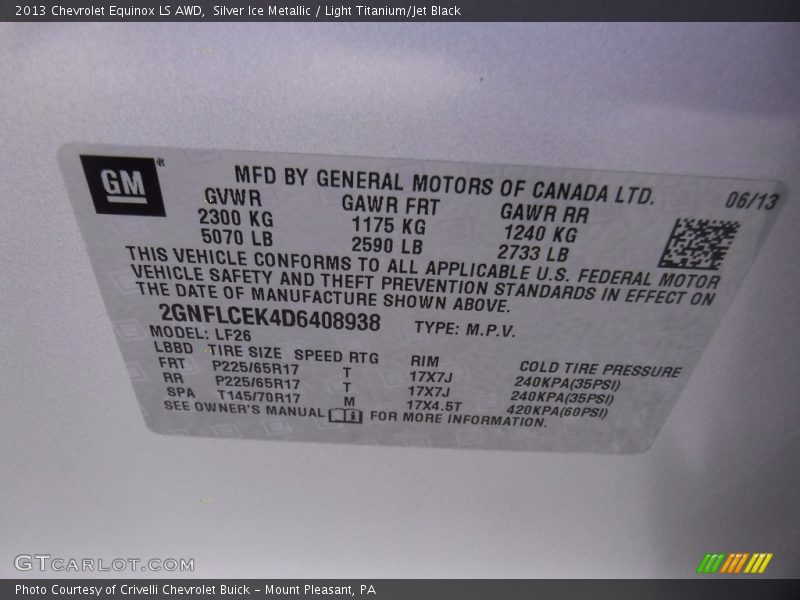 2013 Chevrolet Equinox LS AWD, Silver Ice Metallic / Light Titanium/Jet Black
GM®
MFD BY GENERAL MOTORS OF CANADA LTD.
06/13
GVWR GAWR FRT GAWR RR
2300 KG 1175 KG 1240 KG
5070 LB 2590 LB 2733 LB
THIS VEHICLE CONFORMS TO ALL APPLICABLE U.S. FEDERAL MOTOR
VEHICLE SAFETY AND THEFT PREVENTION STANDARDS IN EFFECT ON
THE DATE OF MANUFACTURE SHOWN ABOVE.
2GNFLCEK4D6408938 TYPE: M.P.V.
MODEL: LF26
LBBD TIRE SIZE SPEED RTG RIM COLD TIRE PRESSURE
FRT P225/65R17 T 17X7J 240KPA(35PSI)
RR P225/65R17 T 17X7J 240KPA(35PSI)
SPA T145/70R17 M 17X4.5T 420KPA(60PSI)
SEE OWNER'S MANUAL FOR MORE INFORMATION.
GTCARLOT.COM
Photo Courtesy of Crivelli Chevrolet Buick - Mount Pleasant, PA